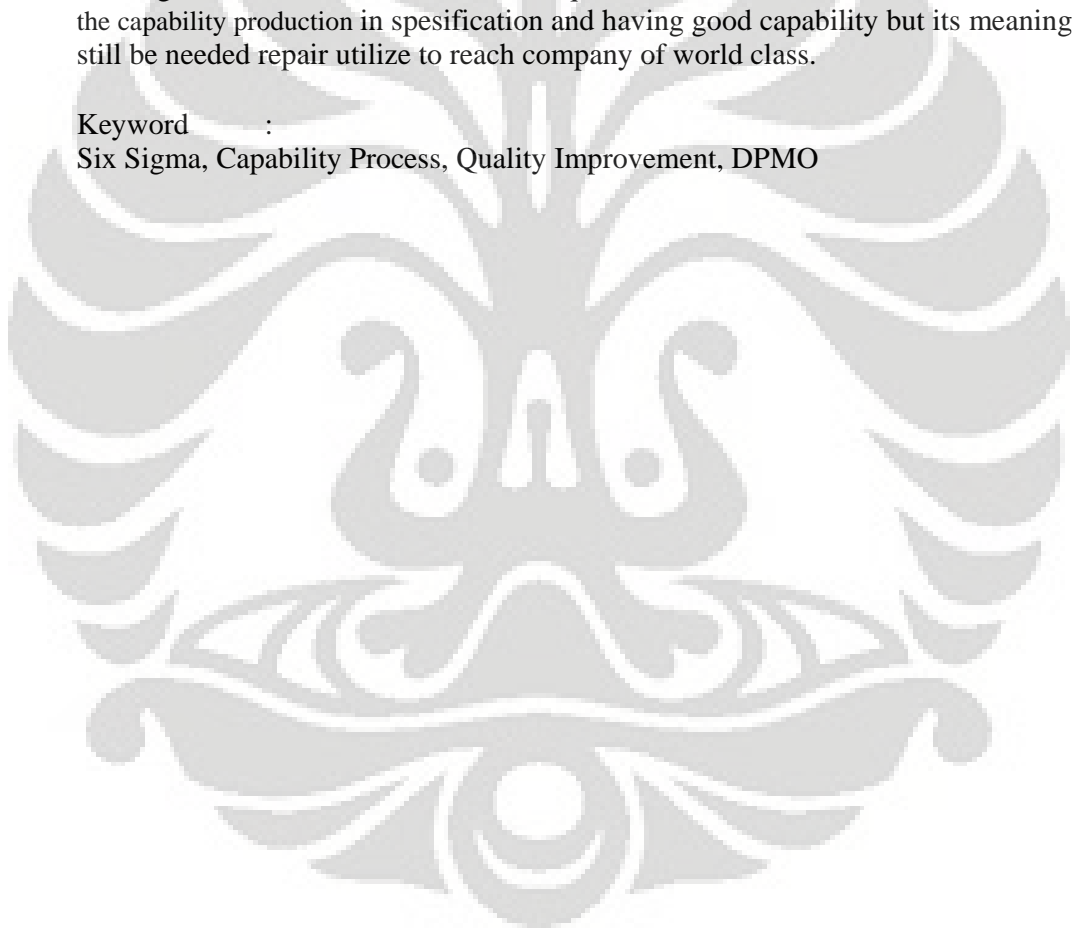 the capability production in spesification and having good capability but its meaning
still be needed repair utilize to reach company of world class.
Keyword :
Six Sigma, Capability Process, Quality Improvement, DPMO